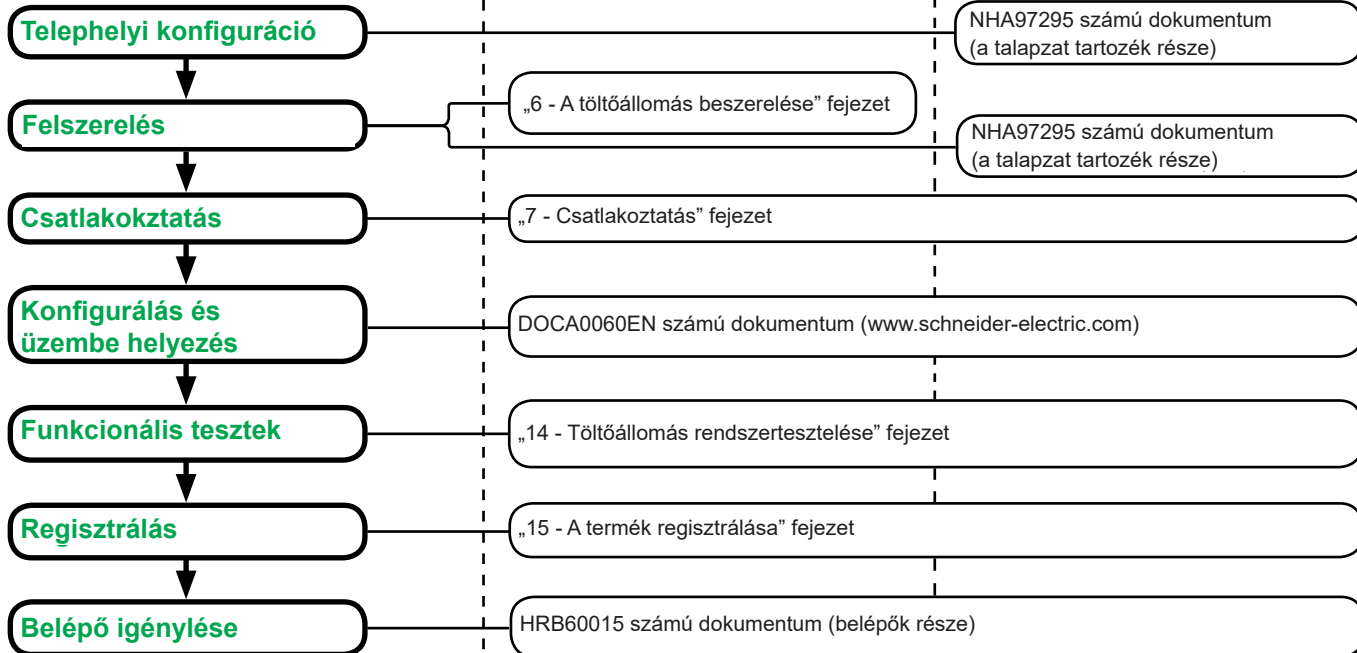 Telephelyi konfiguráció
NHA97295 számú dokumentum
(a talapzat tartozék része)
Felszerelés
„6 - A töltőállomás beszerelése” fejezet
NHA97295 számú dokumentum
(a talapzat tartozék része)
Csatlakokztatás
„7 - Csatlakoztatás” fejezet
Konfigurálás és
üzembe helyezés
DOCA0060EN számú dokumentum (www.schneider-electric.com)
Funkcionális tesztek
„14 - Töltőállomás rendszertesztelése” fejezet
Regisztrálás
„15 - A termék regisztrálása” fejezet
Belépő igénylése
HRB60015 számú dokumentum (belépők része)